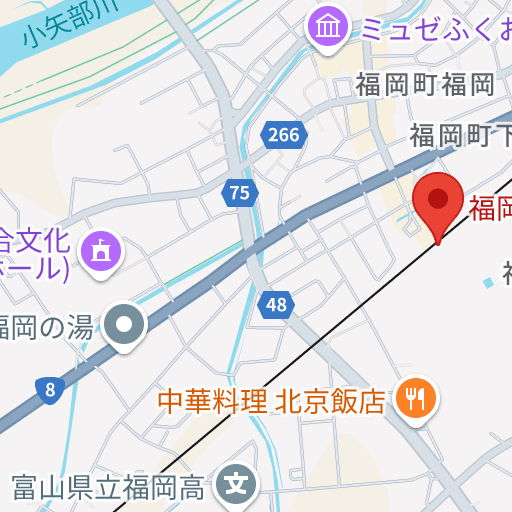 小矢部川
ミュゼふくお
福岡町福岡
266
福岡町下
75
福岡
合文化
ホール)
48
福岡の湯
8
中華料理 北京飯店
富山県立福岡高
文